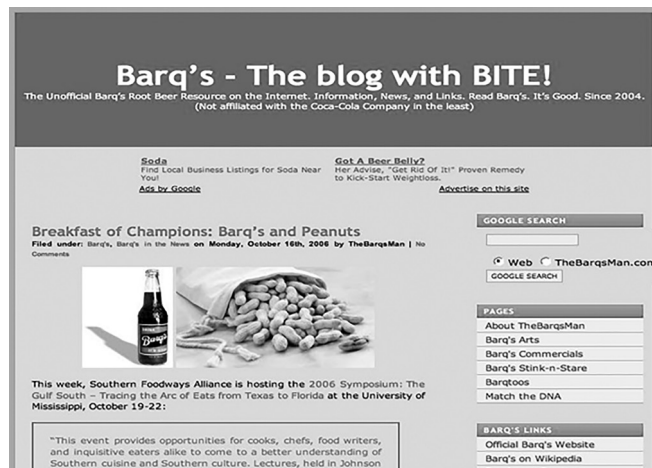 Barq's - The blog with BITE!
The Unofficial Barq's Root Beer Resource on the Internet. Information, News, and Links. Read Barq's. It's Good. Since 2004.
(Not affiliated with the Coca-Cola Company in the least)
Soda
Find Local Business Listings for Soda Near
You!
Got A Beer Belly?
Her Advise, "Get Rid Of It!" Proven Remedy
to Kick-Start Weightloss.
Ads by Google
Advertise on this site
Breakfast of Champions: Barq's and Peanuts
Filed under: Barq's, Barq's in the News on Monday, October 16th, 2006 by TheBarqsMan | No
Comments
Barq's
This week, Southern Foodways Alliance is hosting the 2006 Symposium: The
Gulf South – Tracing the Arc of Eats from Texas to Florida at the University of
Mississippi, October 19-22:
"This event provides opportunities for cooks, chefs, food writers,
and inquisitive eaters alike to come to a better understanding of
Southern cuisine and Southern culture. Lectures, held in Johnson
GOOGLE SEARCH
Web TheBarqsMan.com
GOOGLE SEARCH
PAGES
About TheBarqsMan
Barq's Arts
Barq's Commercials
Barq's Stink-n-Stare
Barqtoos
Match the DNA
BARQ'S LINKS
Official Barq's Website
Barq's on Wikipedia